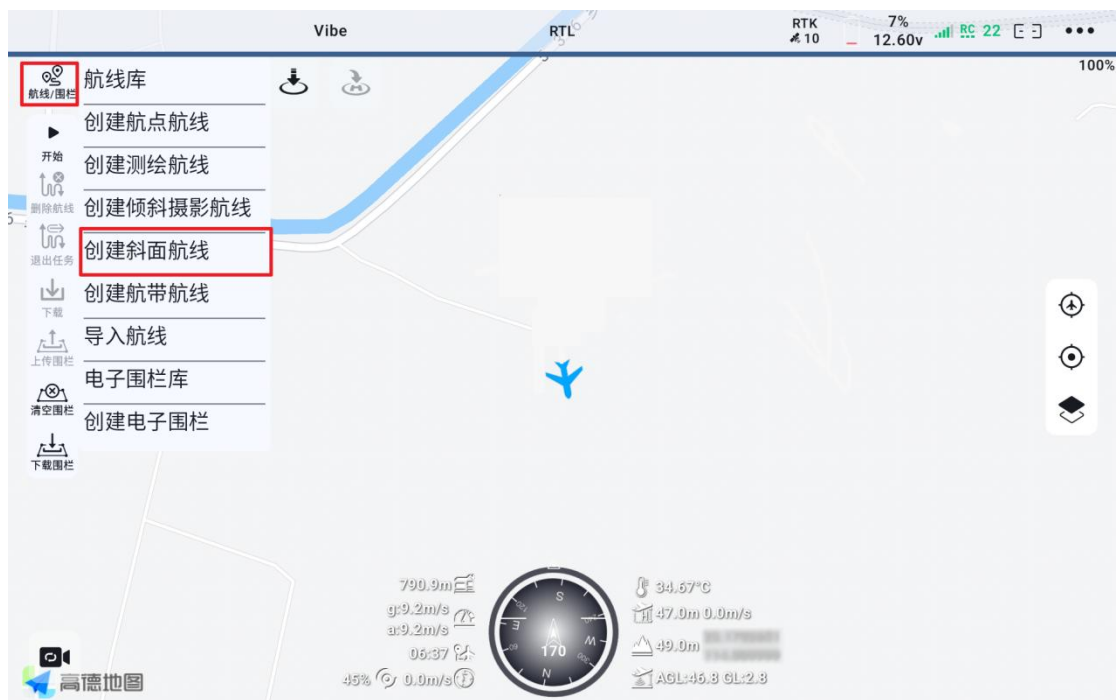 Vibe
RTL
RTK
10
7%
12.60v
RC 22
100%
航线/围栏
航线库
创建航点航线
开始
创建测绘航线
删除航线
创建倾斜摄影航线
退出任务
创建斜面航线
下载
创建航带航线
上传围栏
导入航线
清空围栏
电子围栏库
创建电子围栏
下载围栏
790.9m
g:9.2m/s
a:9.2m/s
06:37
45%
0.0m/s
S
E
W
N
120
60
300
170
34.67°C
47.0m 0.0m/s
49.0m
AGL:46.8 GL:2.8
高德地图